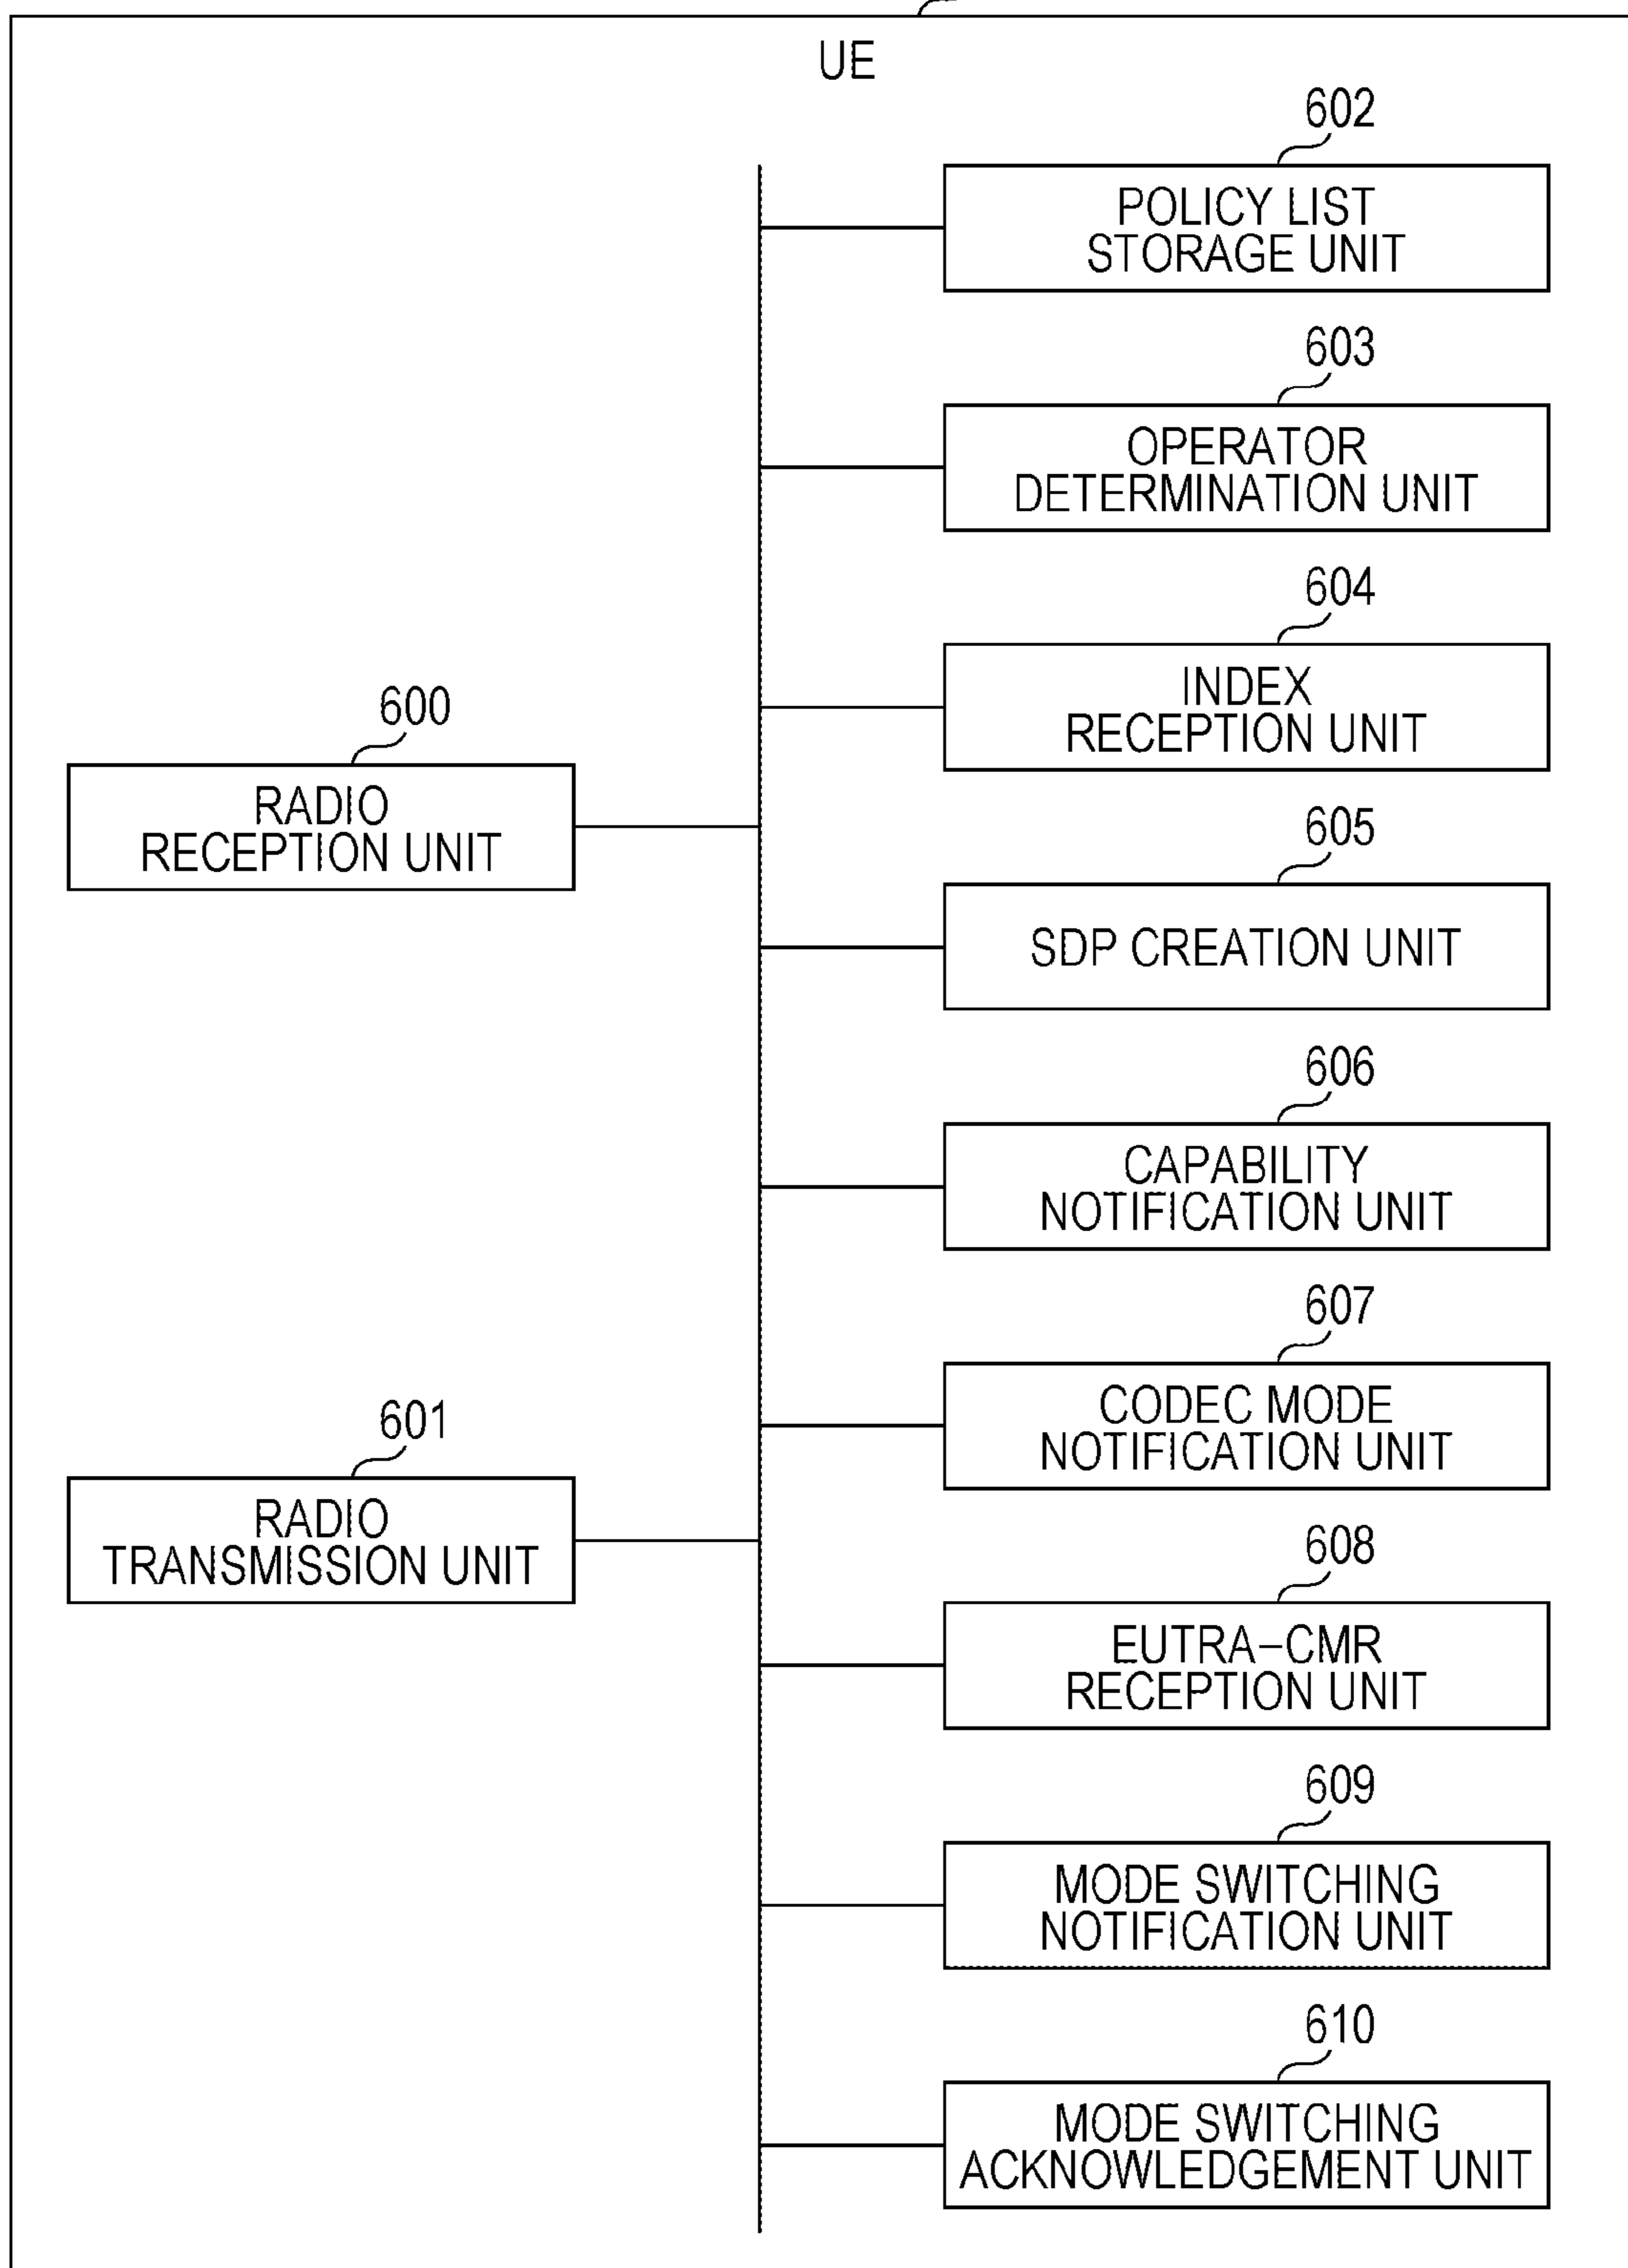 UE
602
POLICY LIST
STORAGE UNIT
603
OPERATOR
DETERMINATION UNIT
604
INDEX
RECEPTION UNIT
600
RADIO
RECEPTION UNIT
605
SDP CREATION UNIT
606
CAPABILITY
NOTIFICATION UNIT
607
CODEC MODE
NOTIFICATION UNIT
601
RADIO
TRANSMISSION UNIT
608
EUTRA-CMR
RECEPTION UNIT
609
MODE SWITCHING
NOTIFICATION UNIT
610
MODE SWITCHING
ACKNOWLEDGEMENT UNIT